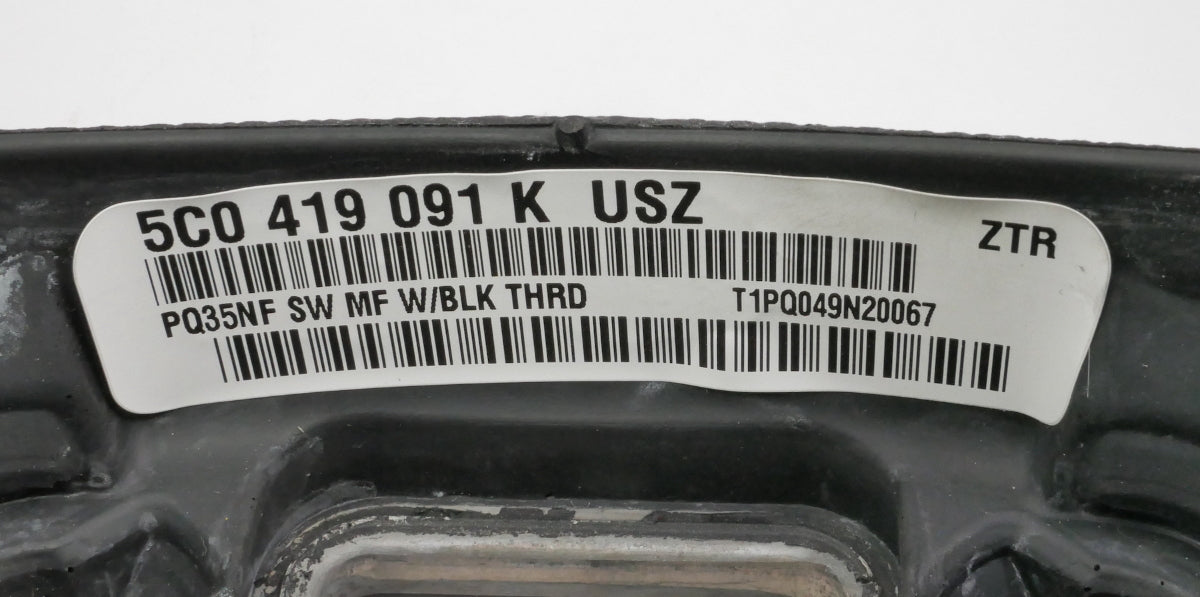 5C0 419 091 K USZ
ZTR
PQ35NF SW MF W/BLK THRD T1PQ049N20067